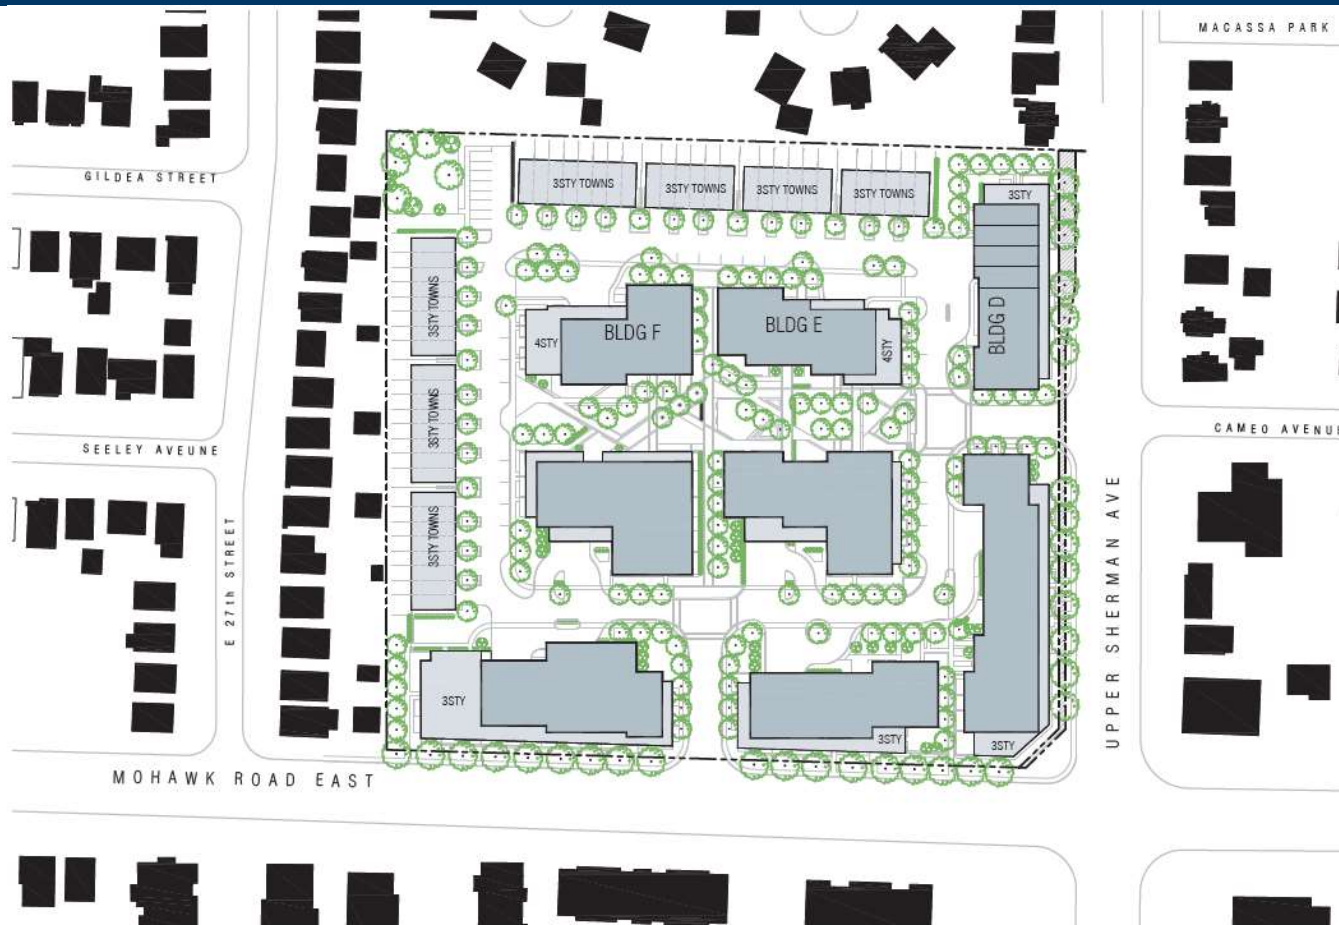 MACASSA PARK
GILDEA STREET
3STY TOWNS
3STY TOWNS
3STY TOWNS
3STY TOWNS
3STY
3STY TOWNS
4STY
BLDG F
BLDG E
4STY
BLDG D
3STY TOWNS
SEELEY AVEUNE
CAMEO AVENUE
3STY TOWNS
E 27th STREET
UPPER SHERMAN AVE
3STY
3STY
3STY
MOHAWK ROAD EAST